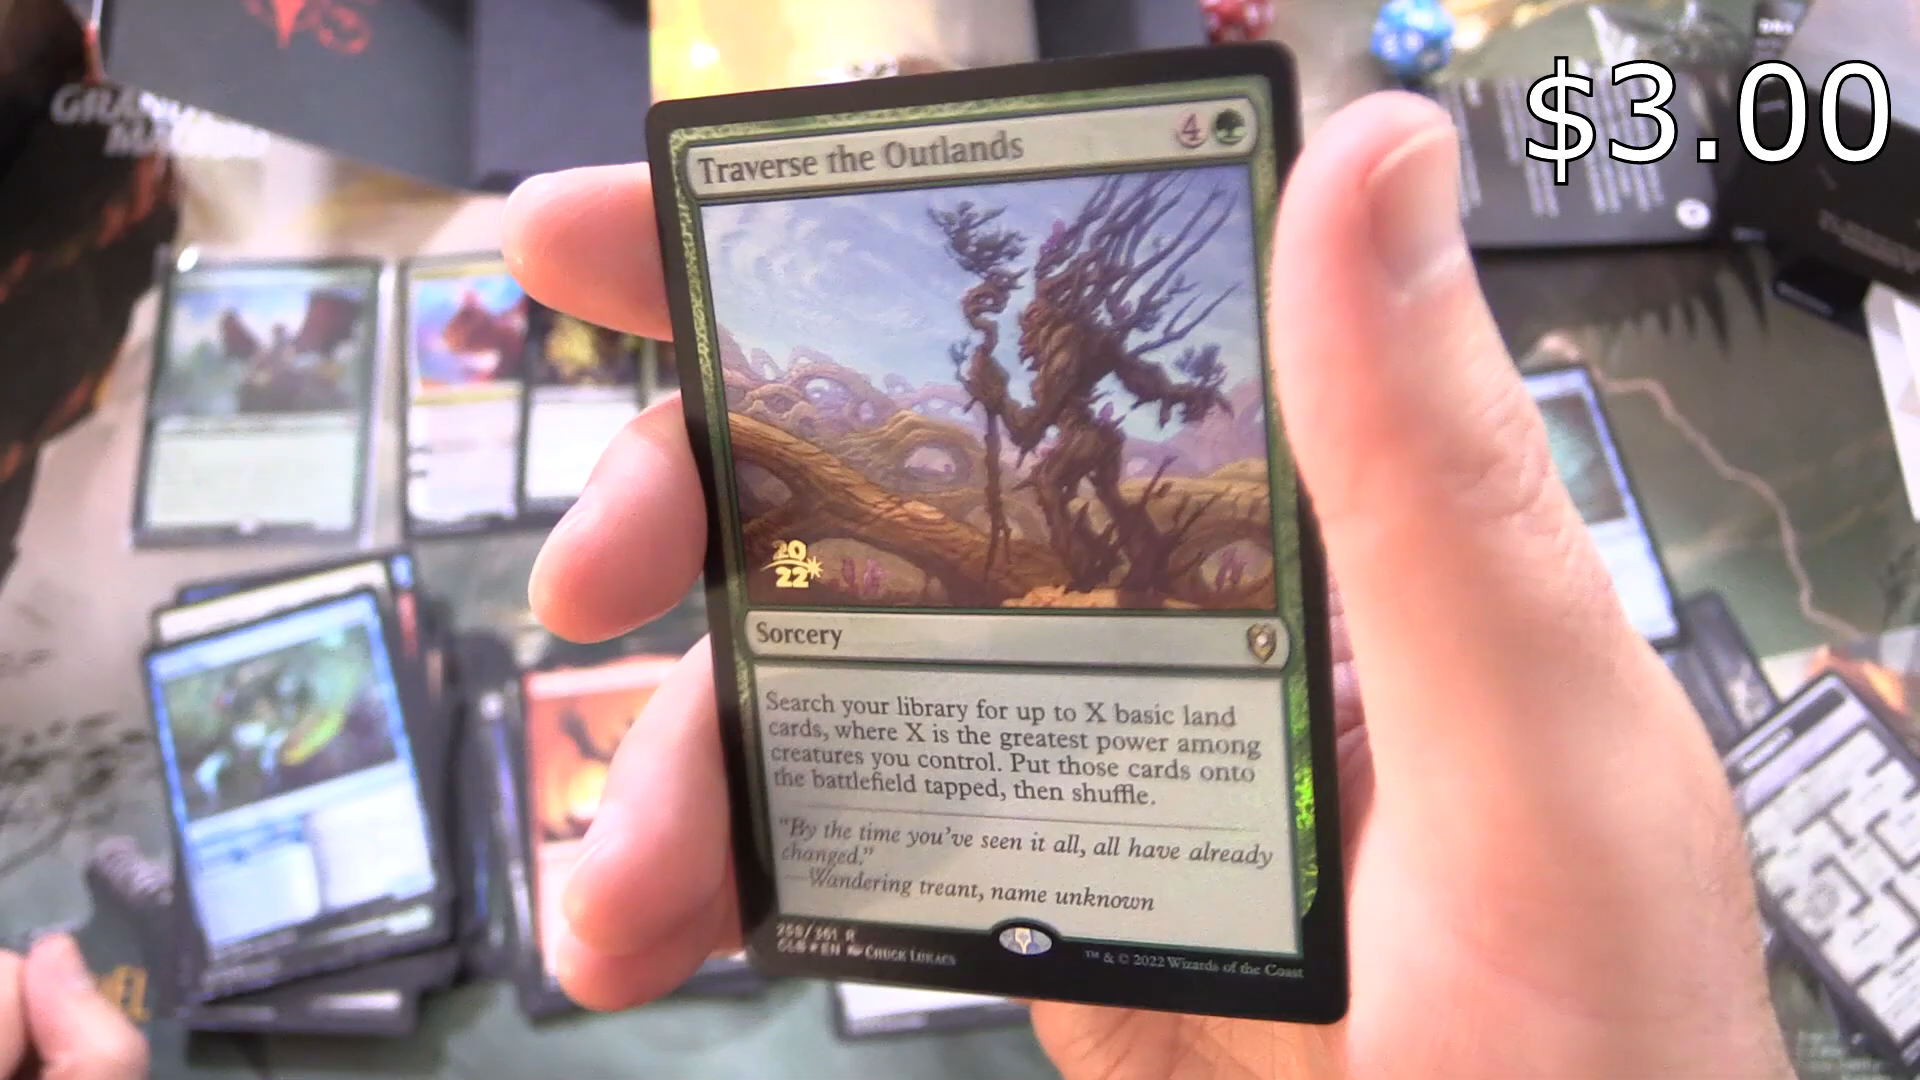 $3.00
Traverse the Outlands
4
20
22
Sorcery
Search your library for up to X basic land
cards, where X is the greatest power among
creatures you control. Put those cards onto
the battlefield tapped, then shuffle.
"By the time you've seen it all, all have already
changed."
—Wandering treant, name unknown
R
EN Chuck Lukacs
™ & © 2022 Wizards of the Coast